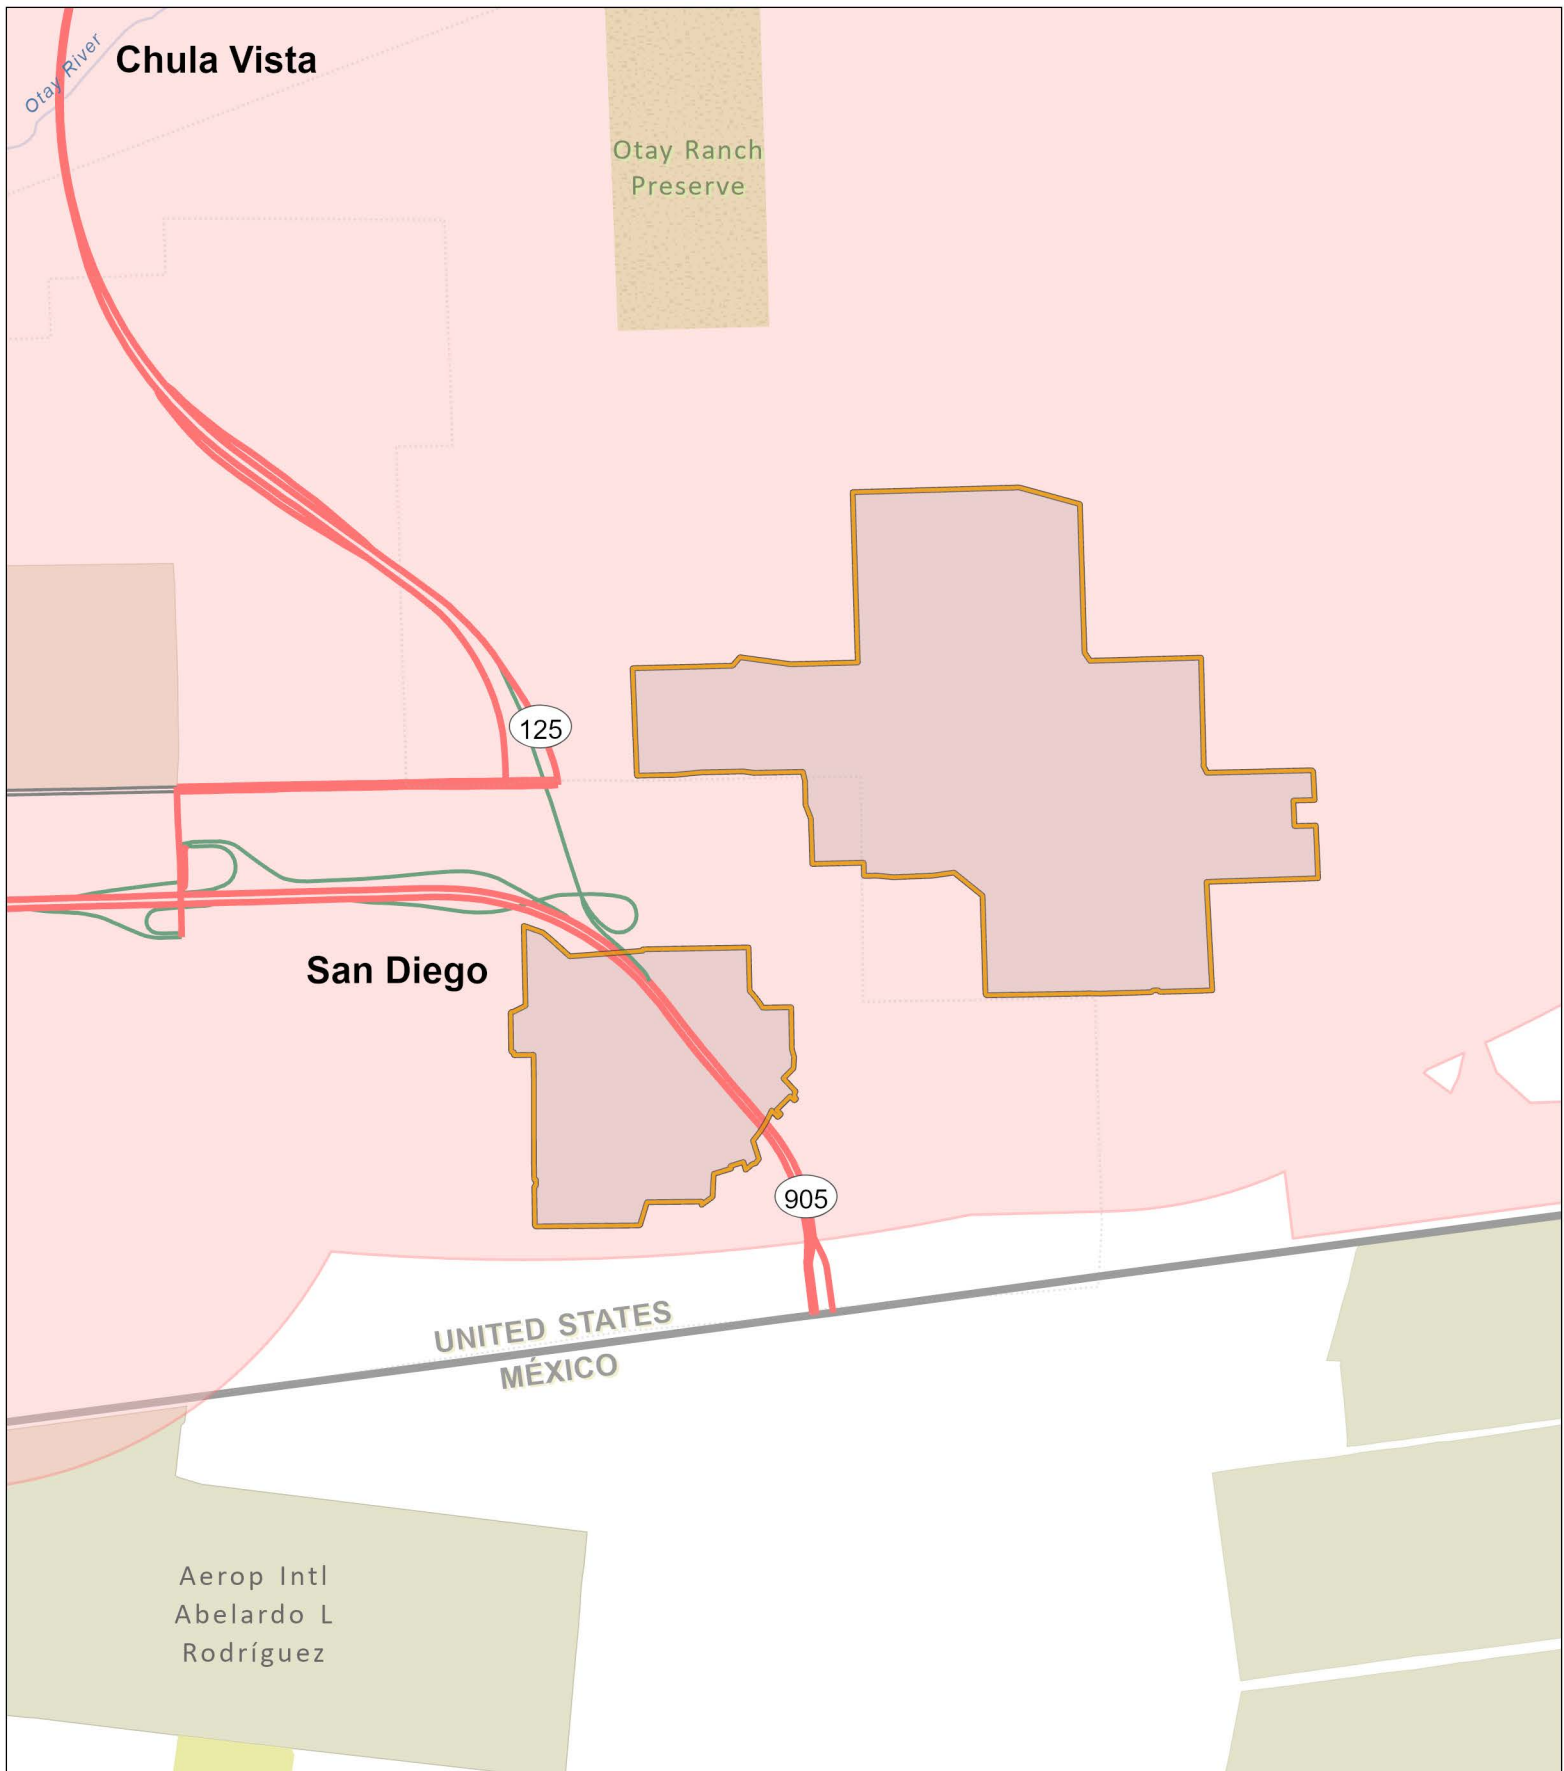 Chula Vista
Otay River
Otay Ranch
Preserve
125
San Diego
905
UNITED STATES
MÉXICO
Aerop Intl
Abelardo L
Rodríguez